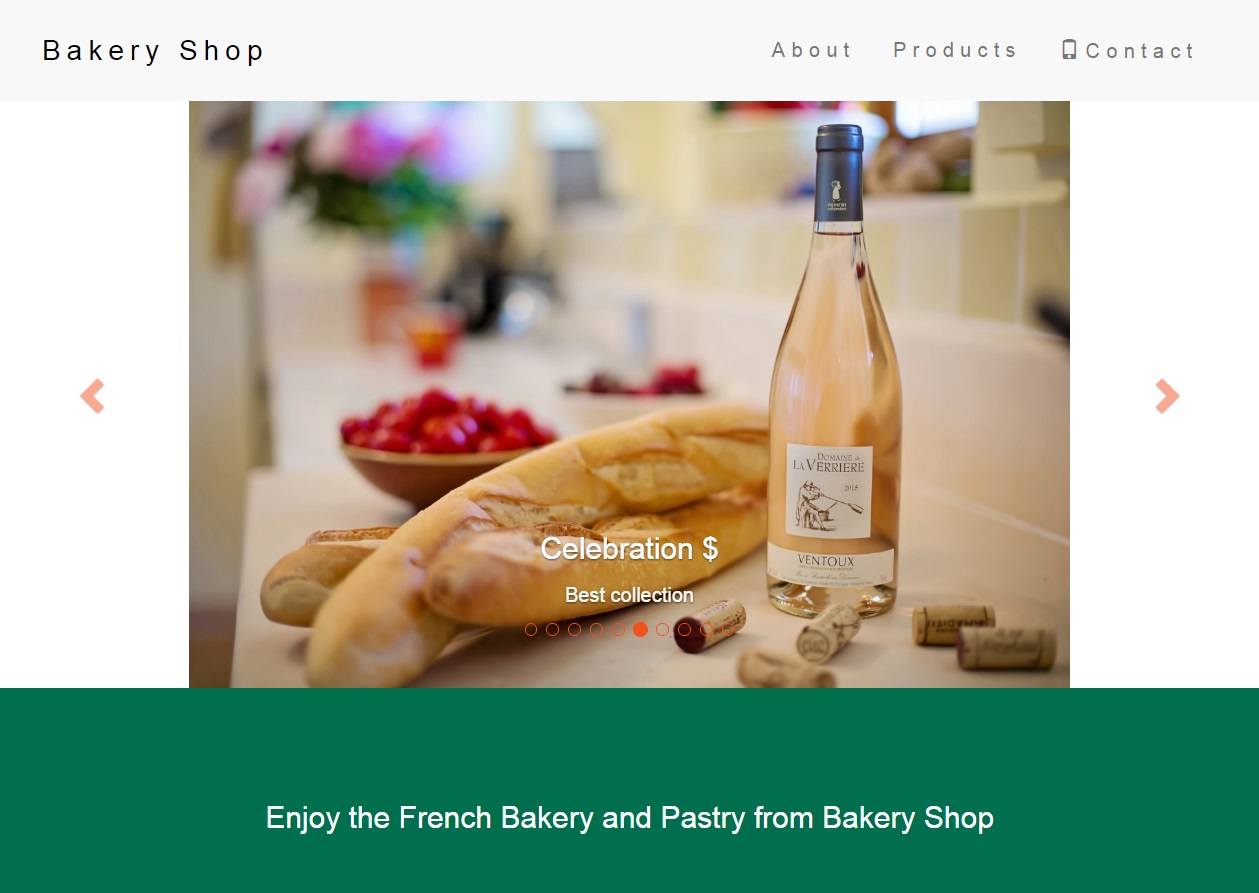 Bakery Shop
About Products Contact
DOMAINE de
LA VERRIERE
2015
VENTOUX
Celebration $
Best collection
Enjoy the French Bakery and Pastry from Bakery Shop